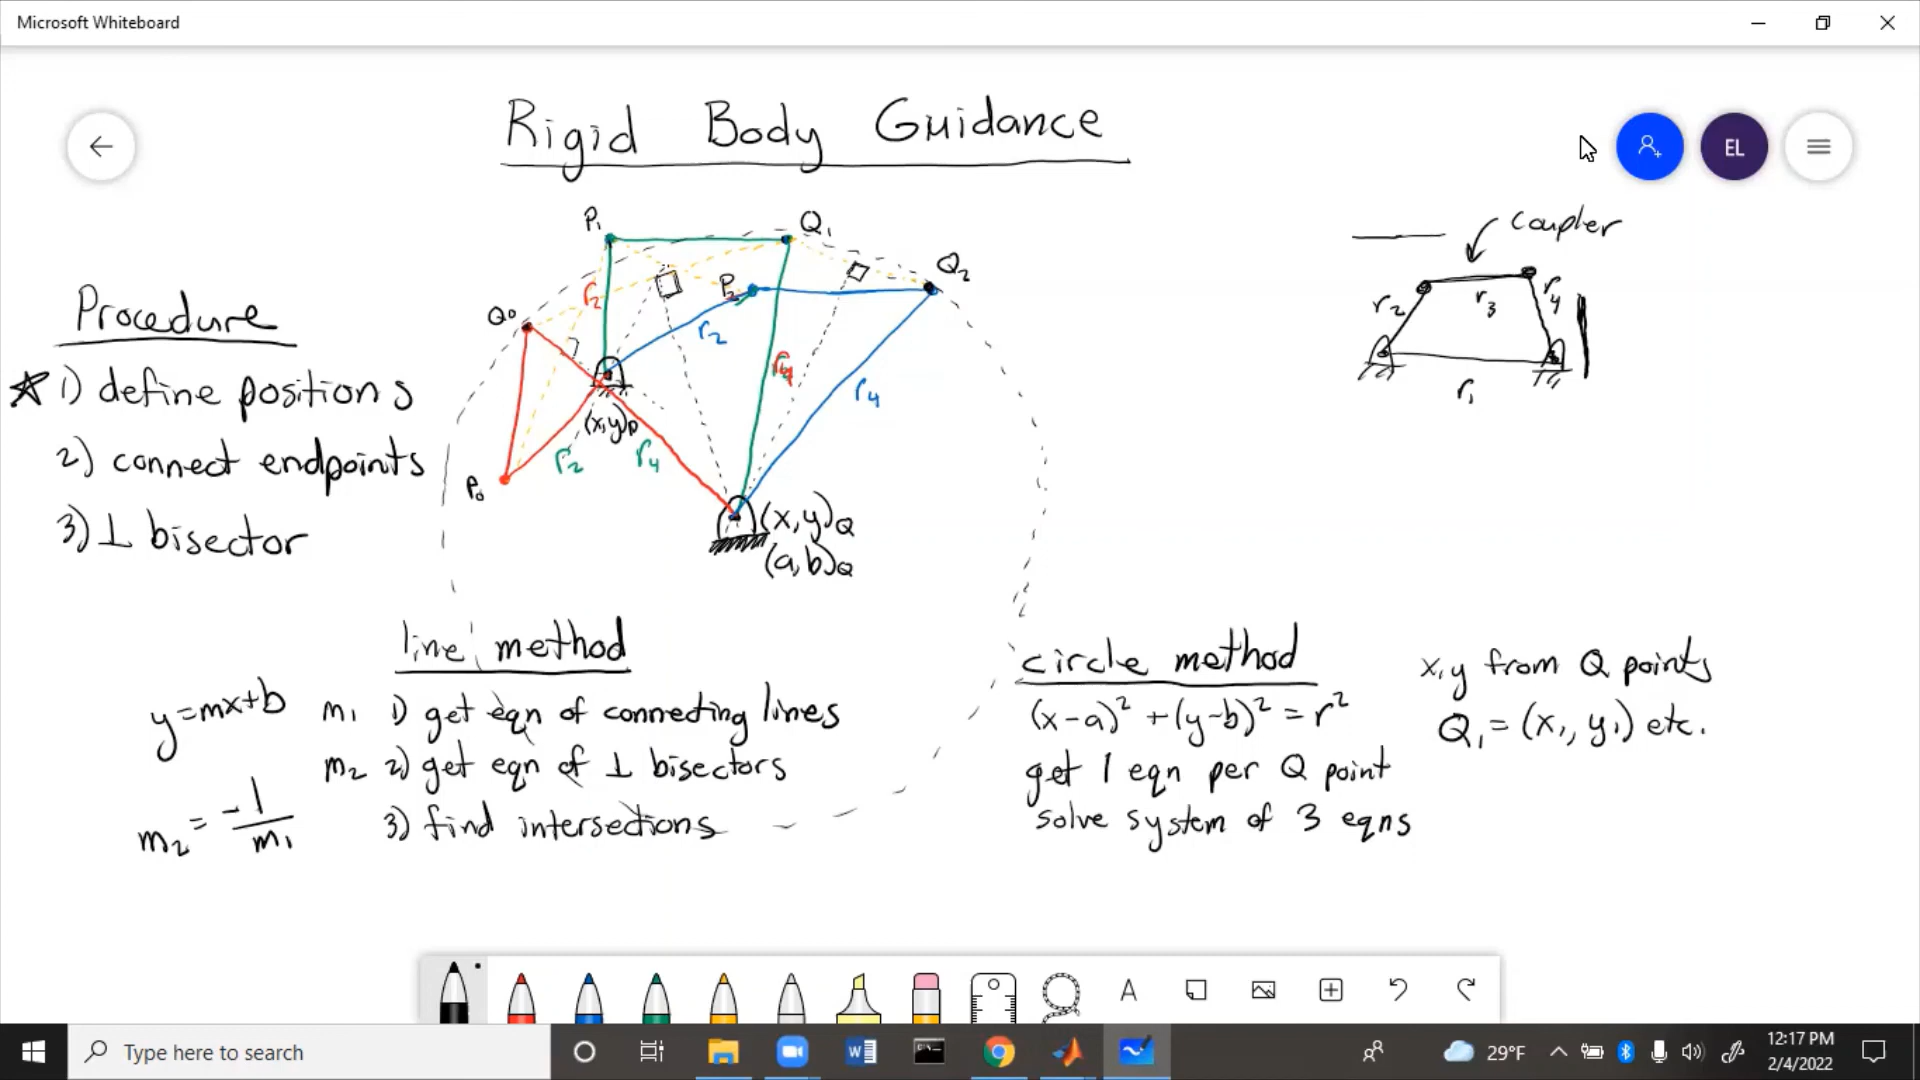 Microsoft Whiteboard
Rigid Body Guidance
EL
coupler
r2
r3
r4
r1
P1
Q1
Q2
P2
Q0
P0
r2
r2
r4
r4
r2
r4
(x,y)P
(x,y)Q
(a,b)Q
Procedure
★ 1) define positions
2) connect endpoints
3) ⊥ bisector
line method
y=mx+b
m1 1) get eqn of connecting lines
m2 2) get eqn of ⊥ bisectors
3) find intersections
m2 = -1/m1
circle method
(x-a)² + (y-b)² = r²
get 1 eqn per Q point
solve system of 3 eqns
x,y from Q points
Q1 = (x1, y1) etc.
A
Type here to search
29°F
12:17 PM
2/4/2022